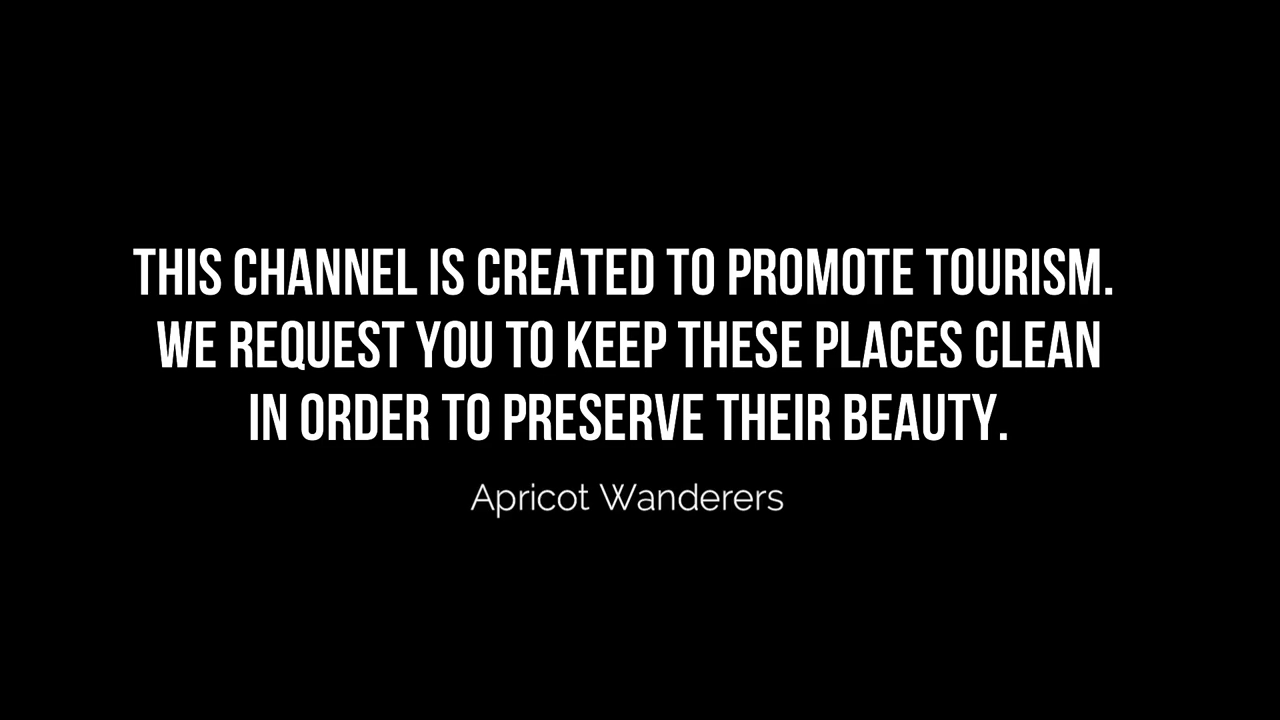 THIS CHANNEL IS CREATED TO PROMOTE TOURISM.
WE REQUEST YOU TO KEEP THESE PLACES CLEAN
IN ORDER TO PRESERVE THEIR BEAUTY.
Apricot Wanderers